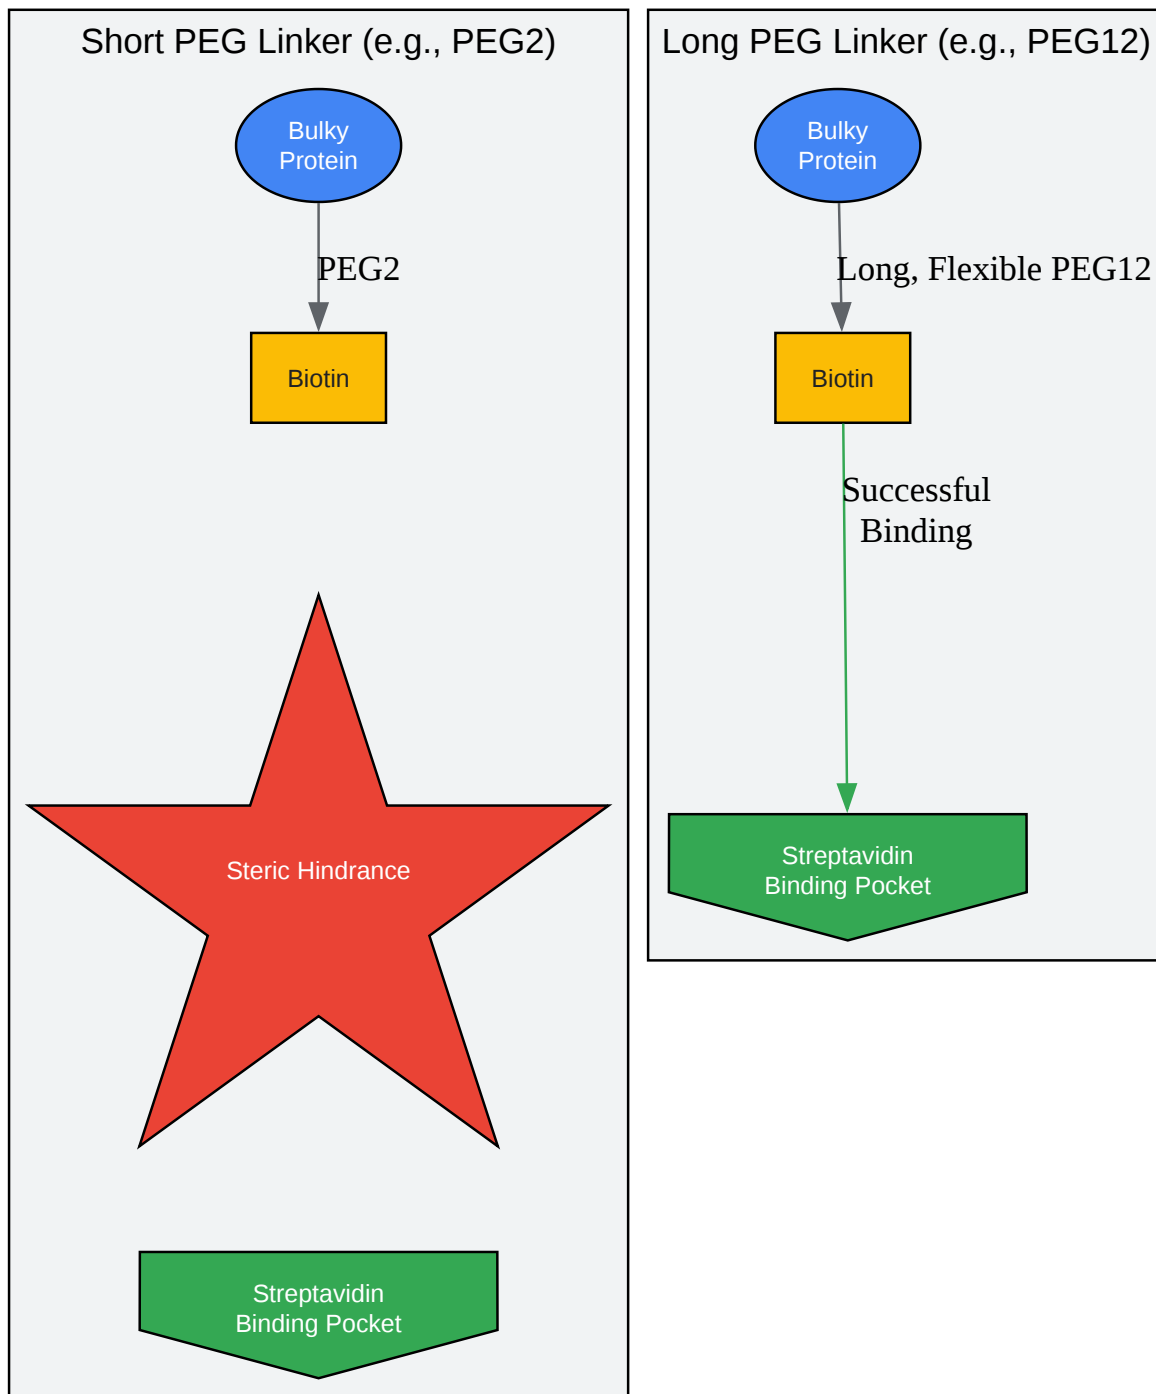 Short PEG Linker (e.g., PEG2)
Bulky
Protein
PEG2
Biotin
Steric Hindrance
Streptavidin
Binding Pocket
Long PEG Linker (e.g., PEG12)
Bulky
Protein
Long, Flexible PEG12
Biotin
Successful
Binding
Streptavidin
Binding Pocket